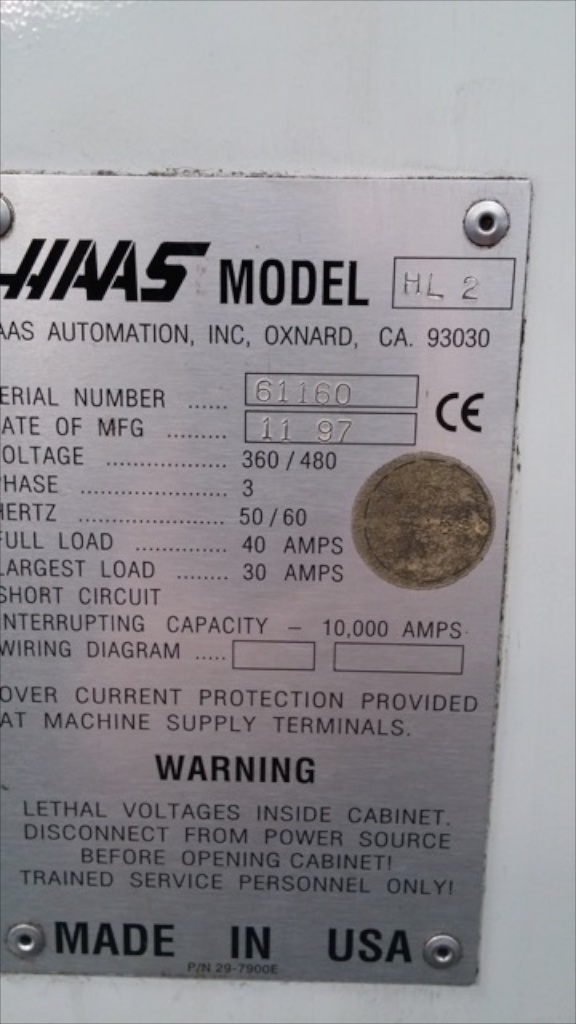 HAAS MODEL HL 2
AAS AUTOMATION, INC, OXNARD, CA. 93030
ERIAL NUMBER ...... 61160
ATE OF MFG ......... 11 97
CE
OLTAGE .................. 360/480
PHASE ...................... 3
HERTZ ...................... 50/60
FULL LOAD .............. 40 AMPS
LARGEST LOAD ........ 30 AMPS
SHORT CIRCUIT
INTERRUPTING CAPACITY – 10,000 AMPS
WIRING DIAGRAM .....
OVER CURRENT PROTECTION PROVIDED
AT MACHINE SUPPLY TERMINALS.
WARNING
LETHAL VOLTAGES INSIDE CABINET.
DISCONNECT FROM POWER SOURCE
BEFORE OPENING CABINET!
TRAINED SERVICE PERSONNEL ONLY!
MADE IN USA
P/N 29-7900E